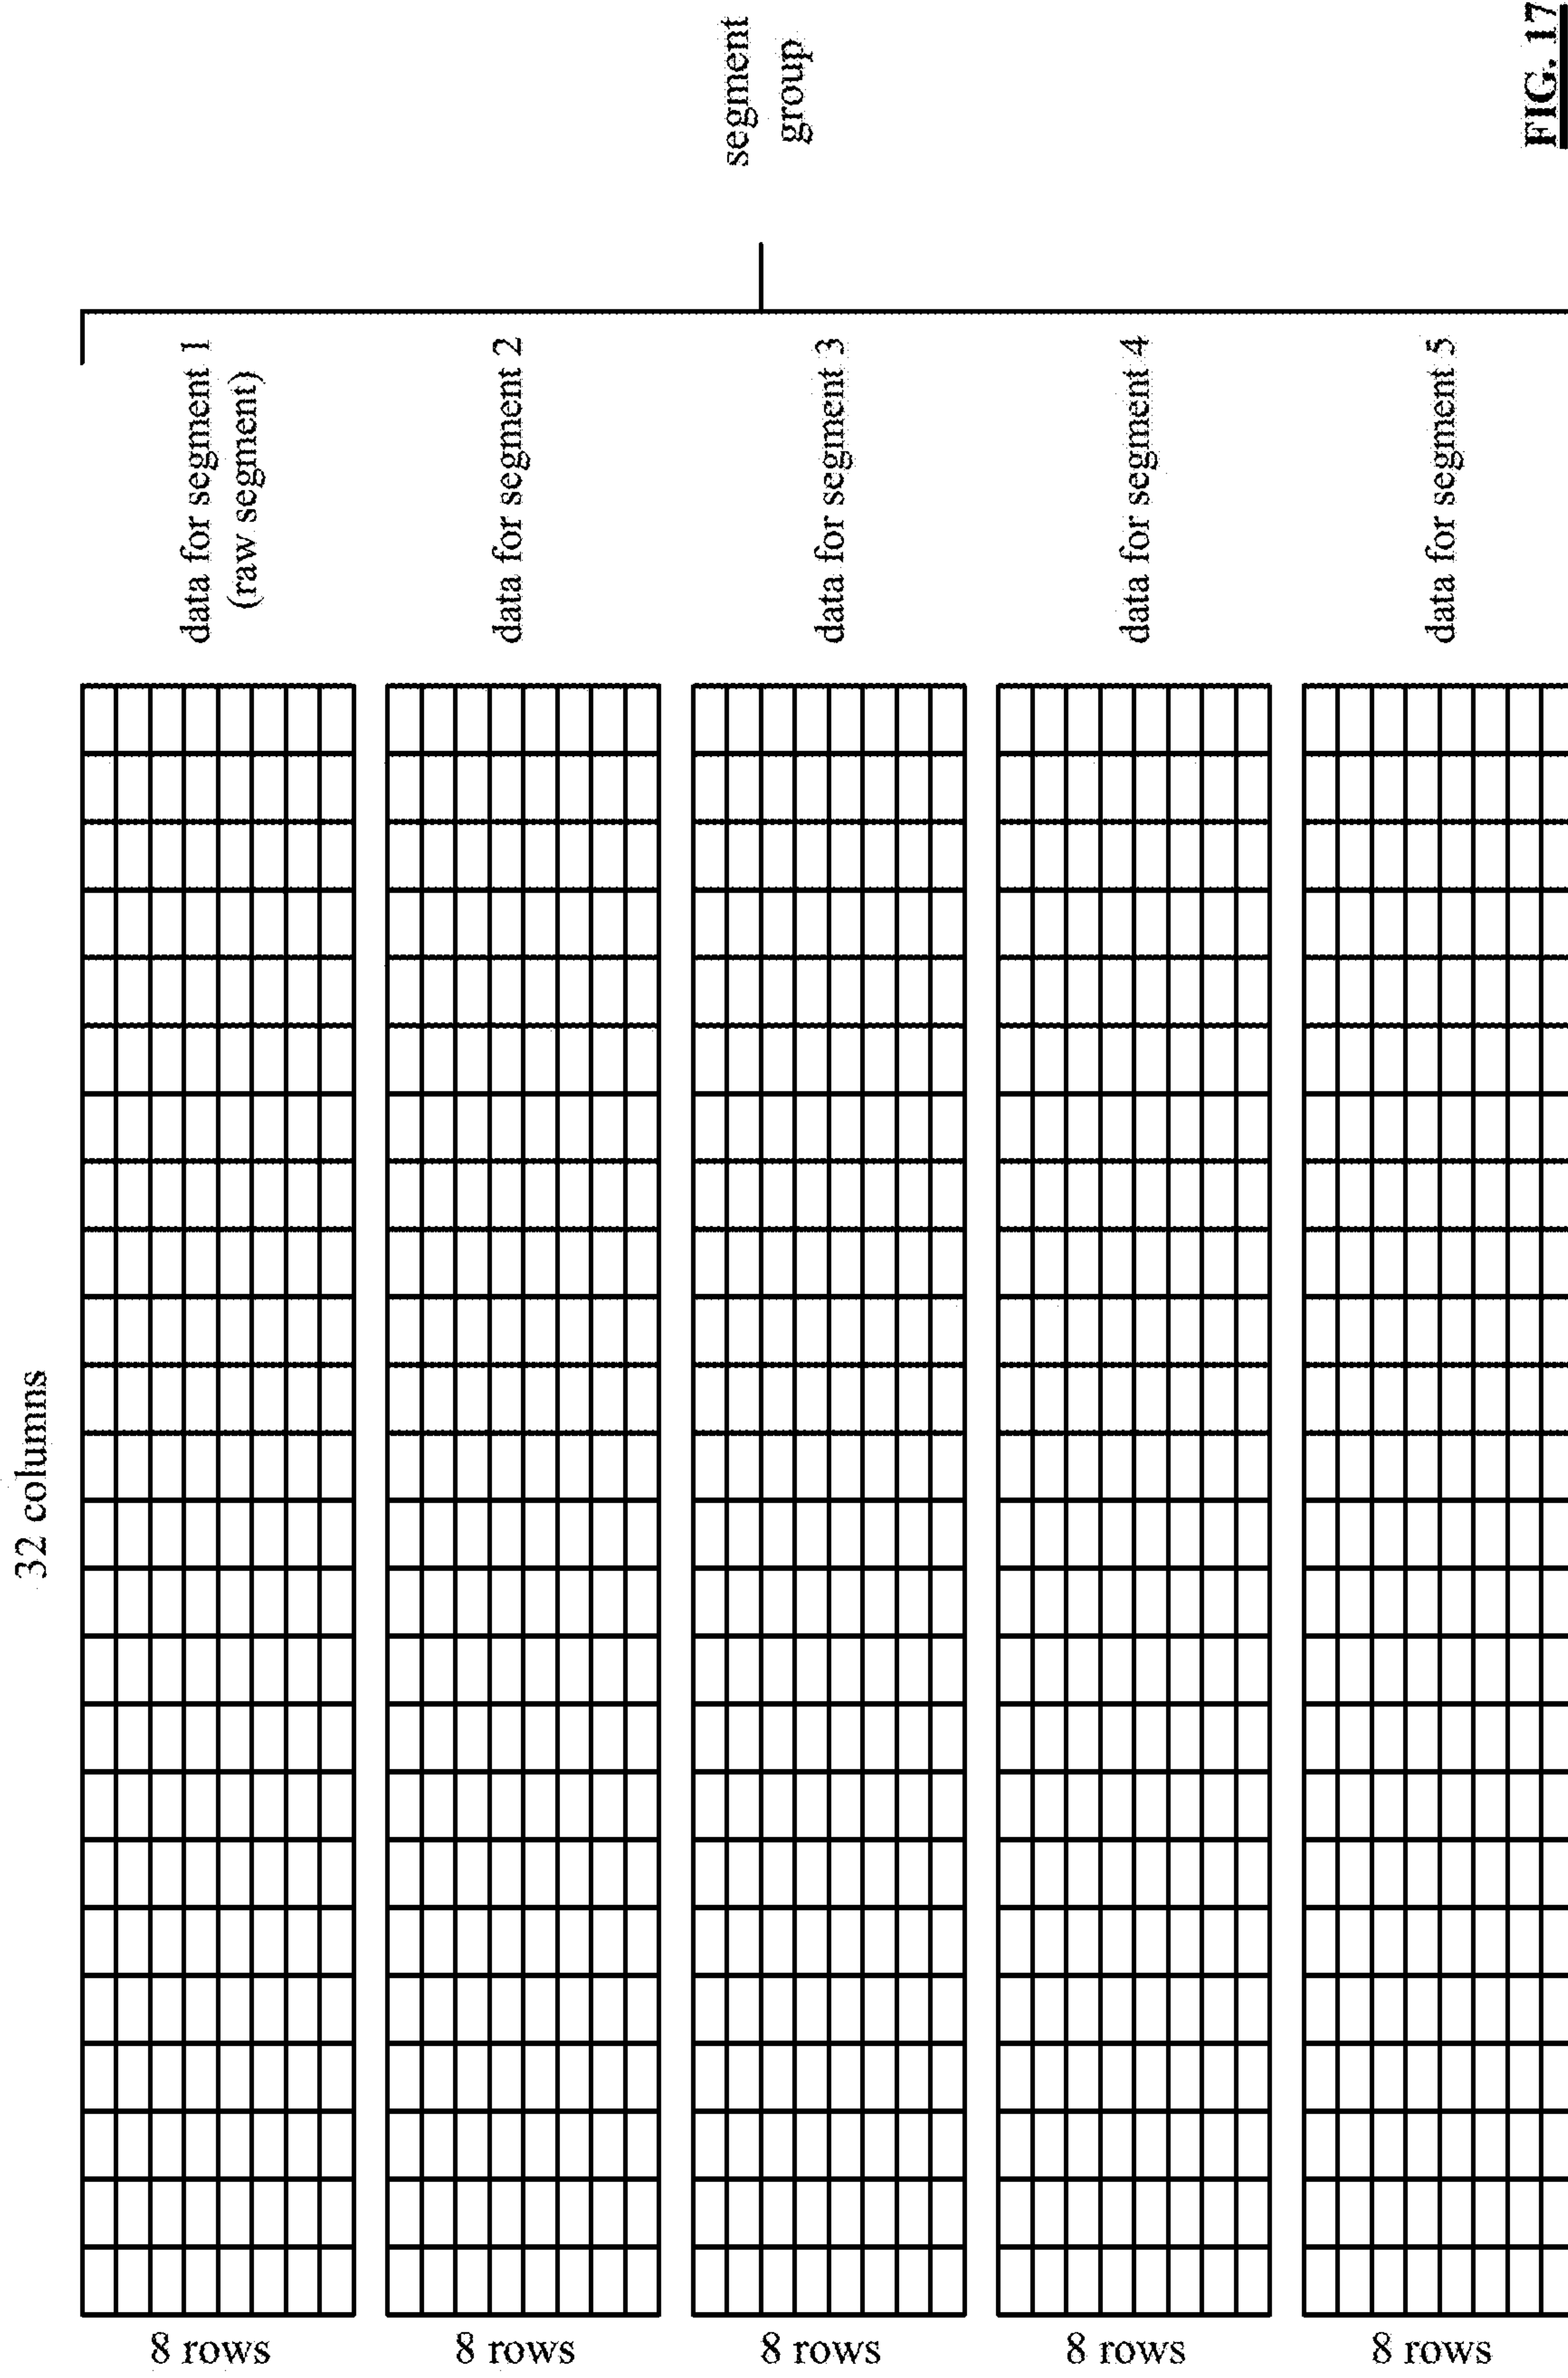 32 columns
8 rows
data for segment 1
(raw segment)
8 rows
data for segment 2
8 rows
data for segment 3
8 rows
data for segment 4
8 rows
data for segment 5
segment
group
FIG. 17